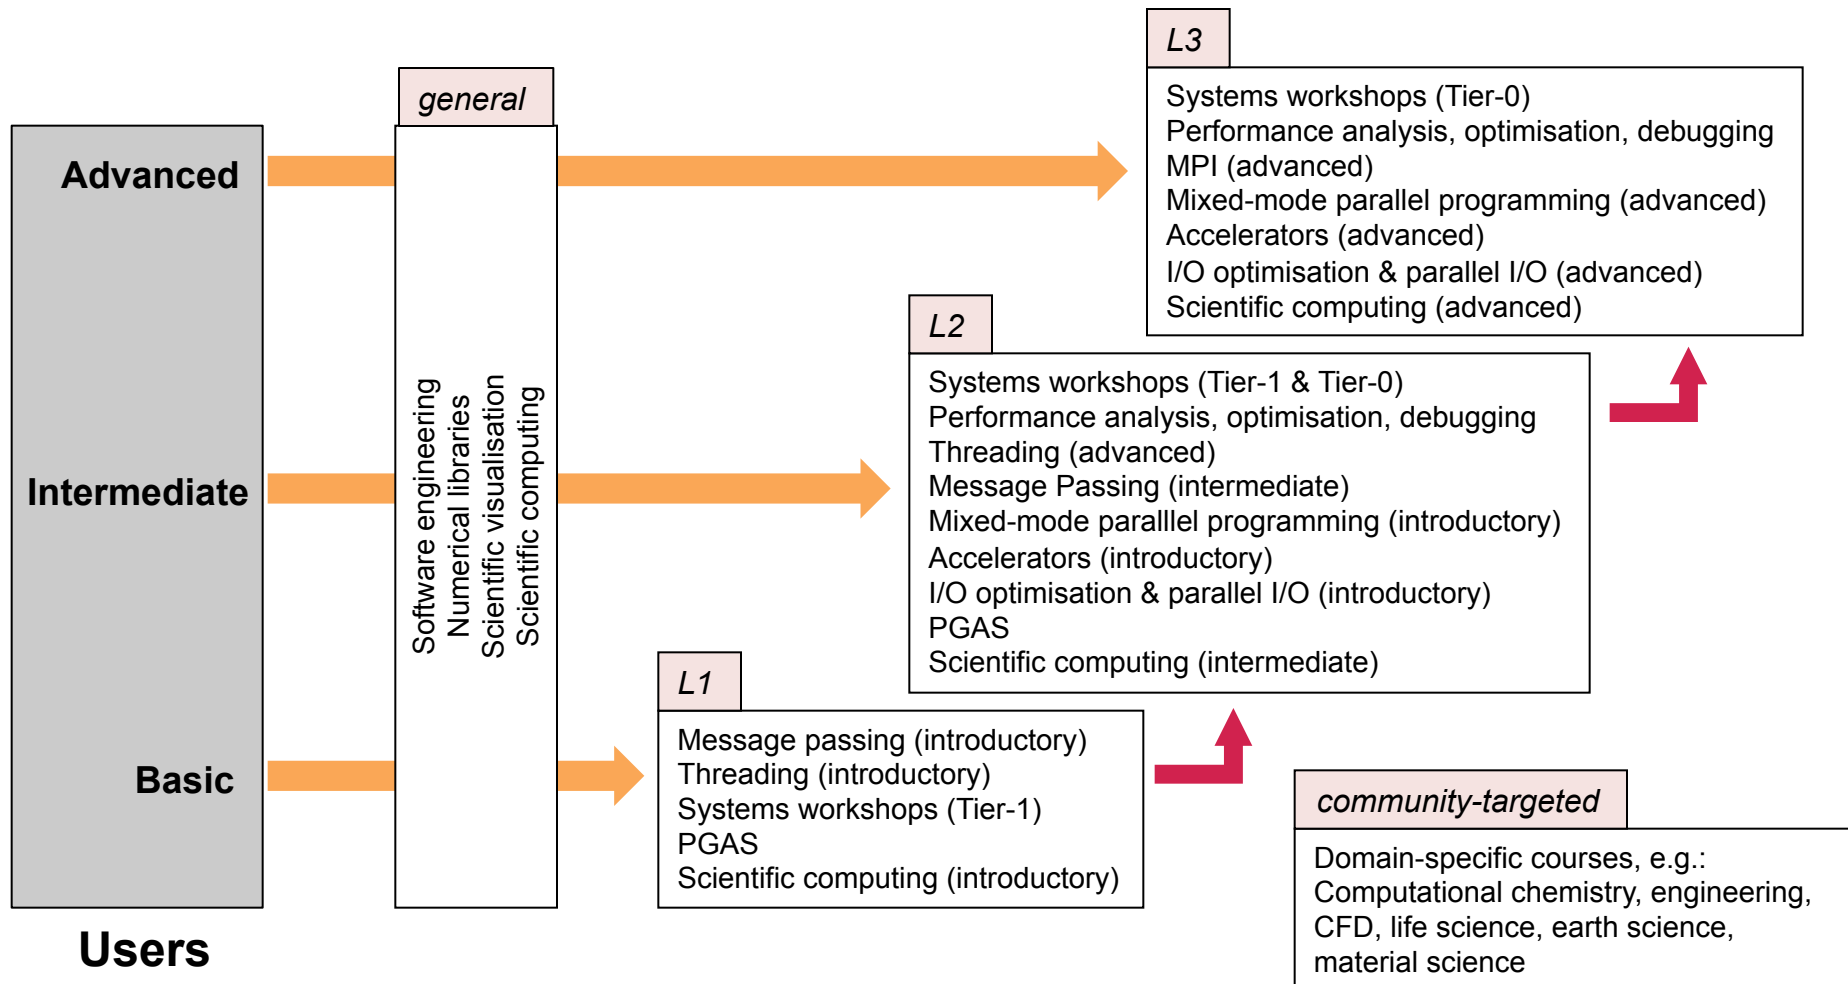 Advanced
Intermediate
Basic
Users
general
Software engineering
Numerical libraries
Scientific visualisation
Scientific computing
L1
Message passing (introductory)
Threading (introductory)
Systems workshops (Tier-1)
PGAS
Scientific computing (introductory)
L2
Systems workshops (Tier-1 & Tier-0)
Performance analysis, optimisation, debugging
Threading (advanced)
Message Passing (intermediate)
Mixed-mode paralllel programming (introductory)
Accelerators (introductory)
I/O optimisation & parallel I/O (introductory)
PGAS
Scientific computing (intermediate)
L3
Systems workshops (Tier-0)
Performance analysis, optimisation, debugging
MPI (advanced)
Mixed-mode parallel programming (advanced)
Accelerators (advanced)
I/O optimisation & parallel I/O (advanced)
Scientific computing (advanced)
community-targeted
Domain-specific courses, e.g.:
Computational chemistry, engineering,
CFD, life science, earth science,
material science